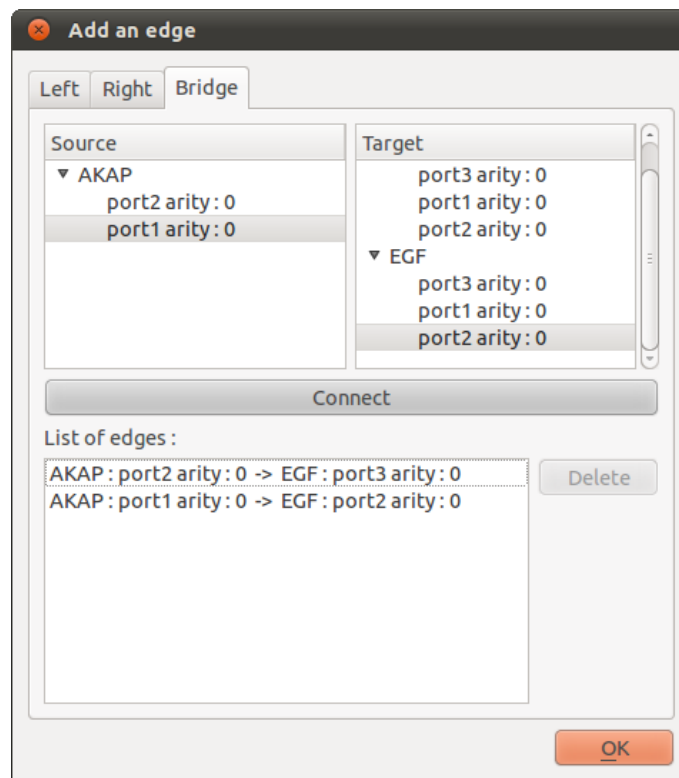 Add an edge
Left Right Bridge
Source
AKAP
port2 arity : 0
port1 arity : 0
Target
port3 arity : 0
port1 arity : 0
port2 arity : 0
EGF
port3 arity : 0
port1 arity : 0
port2 arity : 0
Connect
List of edges :
AKAP : port2 arity : 0 -> EGF : port3 arity : 0
AKAP : port1 arity : 0 -> EGF : port2 arity : 0
Delete
OK